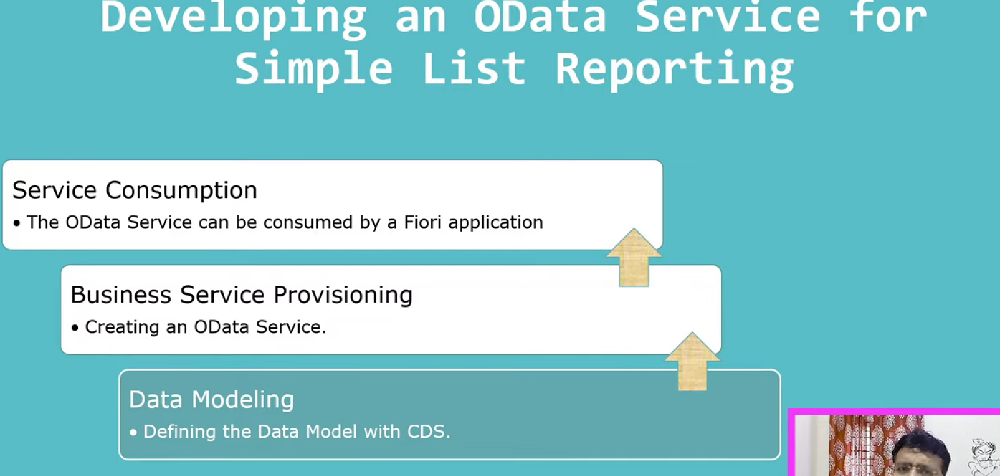 Developing an OData Service for
Simple List Reporting
Service Consumption
• The OData Service can be consumed by a Fiori application
Business Service Provisioning
• Creating an OData Service.
Data Modeling
• Defining the Data Model with CDS.